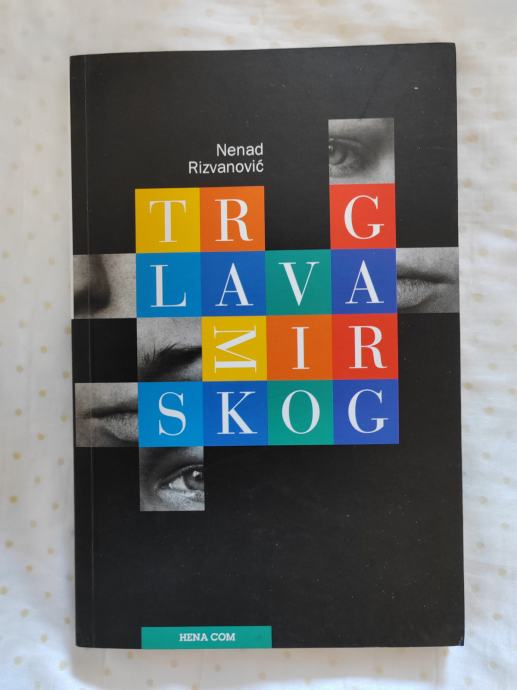 Nenad
Rizvanović
TR G
LAVA
MIR
SKOG
HENA COM